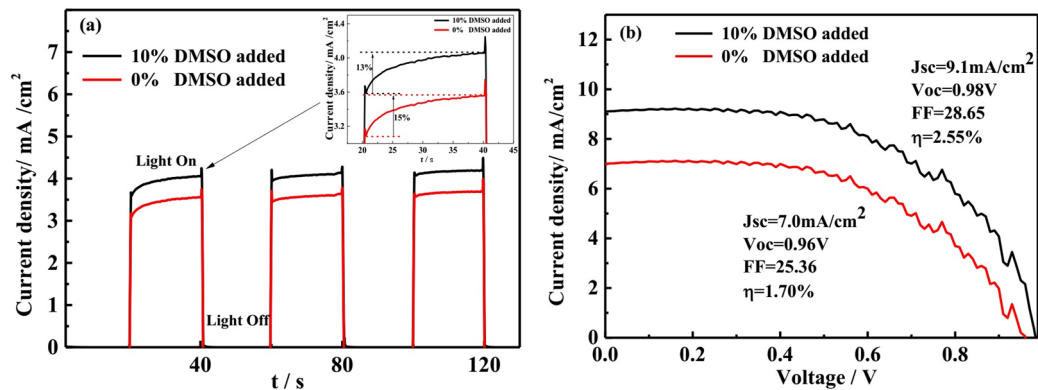 (a)
10% DMSO added
0% DMSO added
Current density/ mA /cm2
7
6
5
4
3
2
1
0
40
80
120
t / s
Light On
Light Off
10% DMSO added
0% DMSO added
Current density/ mA /cm2
4.4
4.0
3.6
3.2
13%
15%
20
25
30
35
40
45
t / s
(b)
10% DMSO added
0% DMSO added
Current density/ mA/cm2
12
10
8
6
4
2
0
0.0
0.2
0.4
0.6
0.8
Voltage / V
Jsc=9.1mA/cm2
Voc=0.98V
FF=28.65
η=2.55%
Jsc=7.0mA/cm2
Voc=0.96V
FF=25.36
η=1.70%